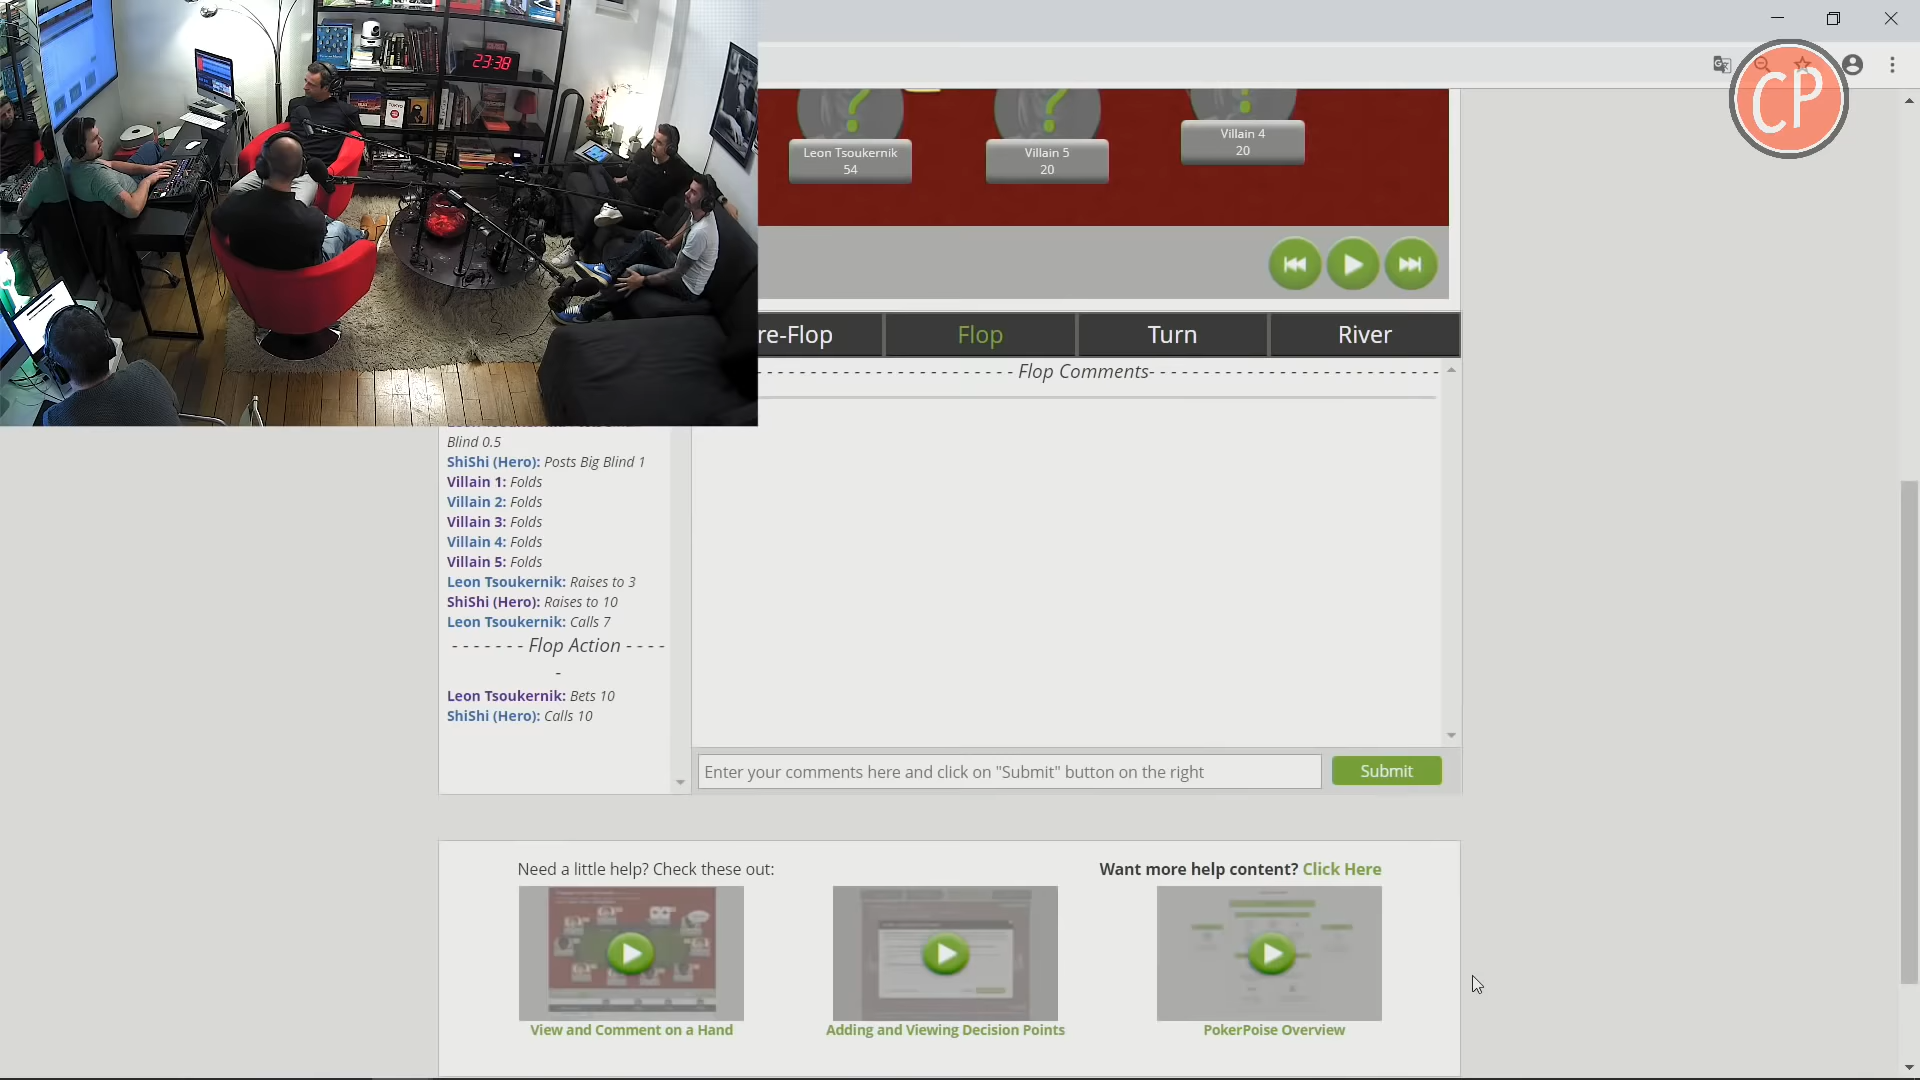 23:38
CP
Leon Tsoukernik
54
Villain 5
20
Villain 4
20
re-Flop
Flop
Turn
River
- - - - - - - - - - - - - - - - - - - - - - - - Flop Comments- - - - - - - - - - - - - - - - - - - - - - - - - -
Blind 0.5
ShiShi (Hero): Posts Big Blind 1
Villain 1: Folds
Villain 2: Folds
Villain 3: Folds
Villain 4: Folds
Villain 5: Folds
Leon Tsoukernik: Raises to 3
ShiShi (Hero): Raises to 10
Leon Tsoukernik: Calls 7
- - - - - - - Flop Action - - - -
-
Leon Tsoukernik: Bets 10
ShiShi (Hero): Calls 10
Enter your comments here and click on "Submit" button on the right
Submit
Need a little help? Check these out:
Want more help content? Click Here
View and Comment on a Hand
Adding and Viewing Decision Points
PokerPoise Overview